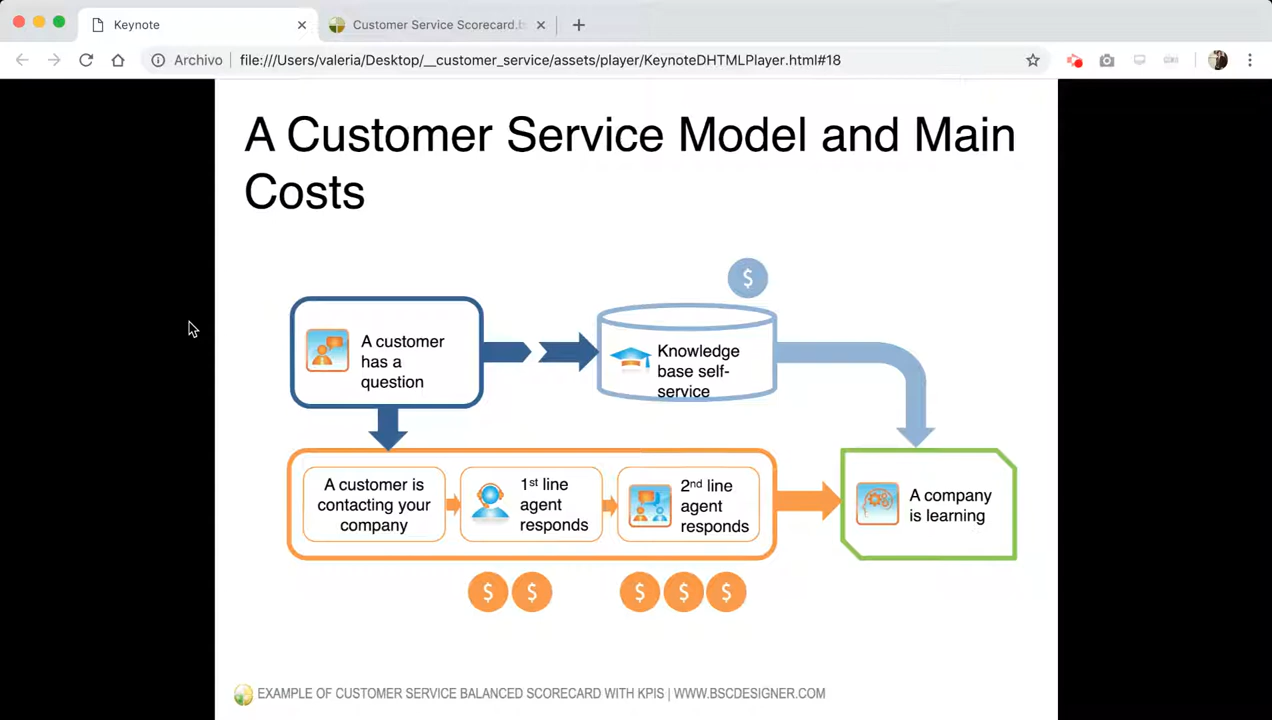 Keynote
Customer Service Scorecard.b
Archivo
file:///Users/valeria/Desktop/__customer_service/assets/player/KeynoteDHTMLPlayer.html#18
A Customer Service Model and Main
Costs
$
A customer
has a
question
Knowledge
base self-
service
A customer is
contacting your
company
1st line
agent
responds
2nd line
agent
responds
A company
is learning
$ $
$ $ $
EXAMPLE OF CUSTOMER SERVICE BALANCED SCORECARD WITH KPIS | WWW.BSCDESIGNER.COM